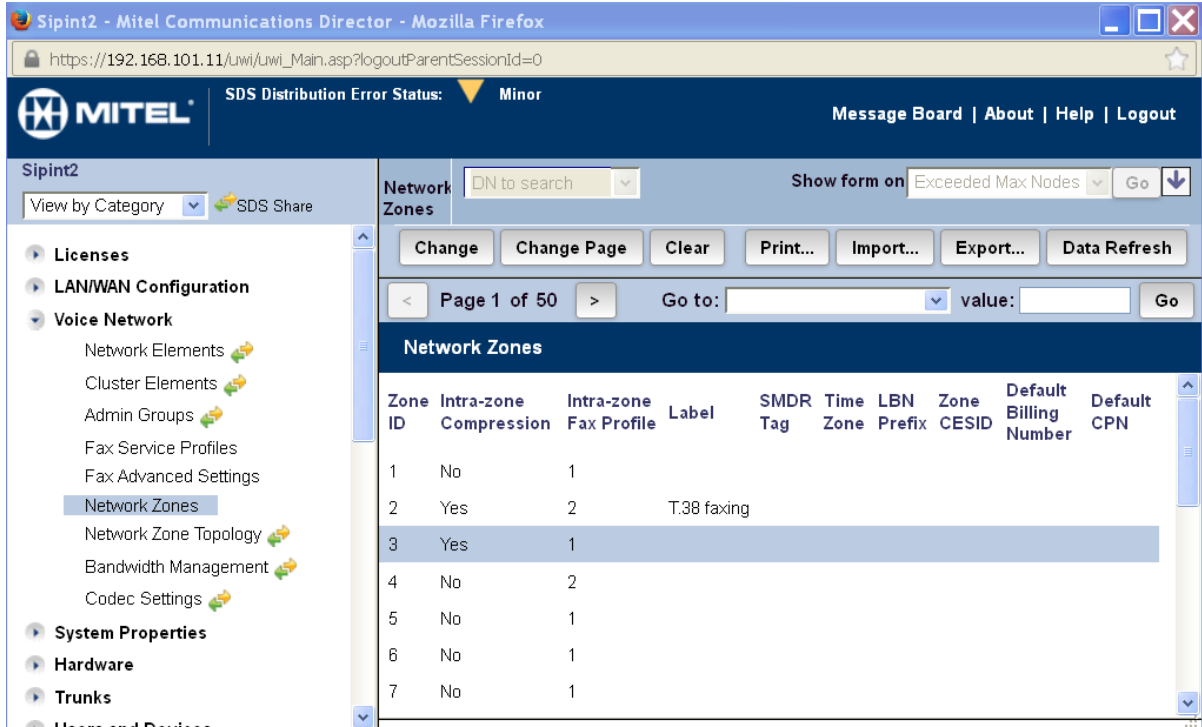 Sipint2 - Mitel Communications Director - Mozilla Firefox
https://192.168.101.11/uwi/uwi_Main.asp?logoutParentSessionId=0
MITEL
SDS Distribution Error Status: Minor
Message Board | About | Help | Logout
Sipint2
View by Category SDS Share
Network Zones DN to search Show form on Exceeded Max Nodes Go
Change Change Page Clear Print... Import... Export... Data Refresh
< Page 1 of 50 > Go to: value: Go
Licenses
LAN/WAN Configuration
Voice Network
Network Elements
Cluster Elements
Admin Groups
Fax Service Profiles
Fax Advanced Settings
Network Zones
Network Zone Topology
Bandwidth Management
Codec Settings
System Properties
Hardware
Trunks
Users and Devices
Network Zones
Zone ID Intra-zone Compression Intra-zone Fax Profile Label SMDR Tag Time Zone LBN Prefix Zone CESID Default Billing Number Default CPN
1 No 1
2 Yes 2 T.38 faxing
3 Yes 1
4 No 2
5 No 1
6 No 1
7 No 1